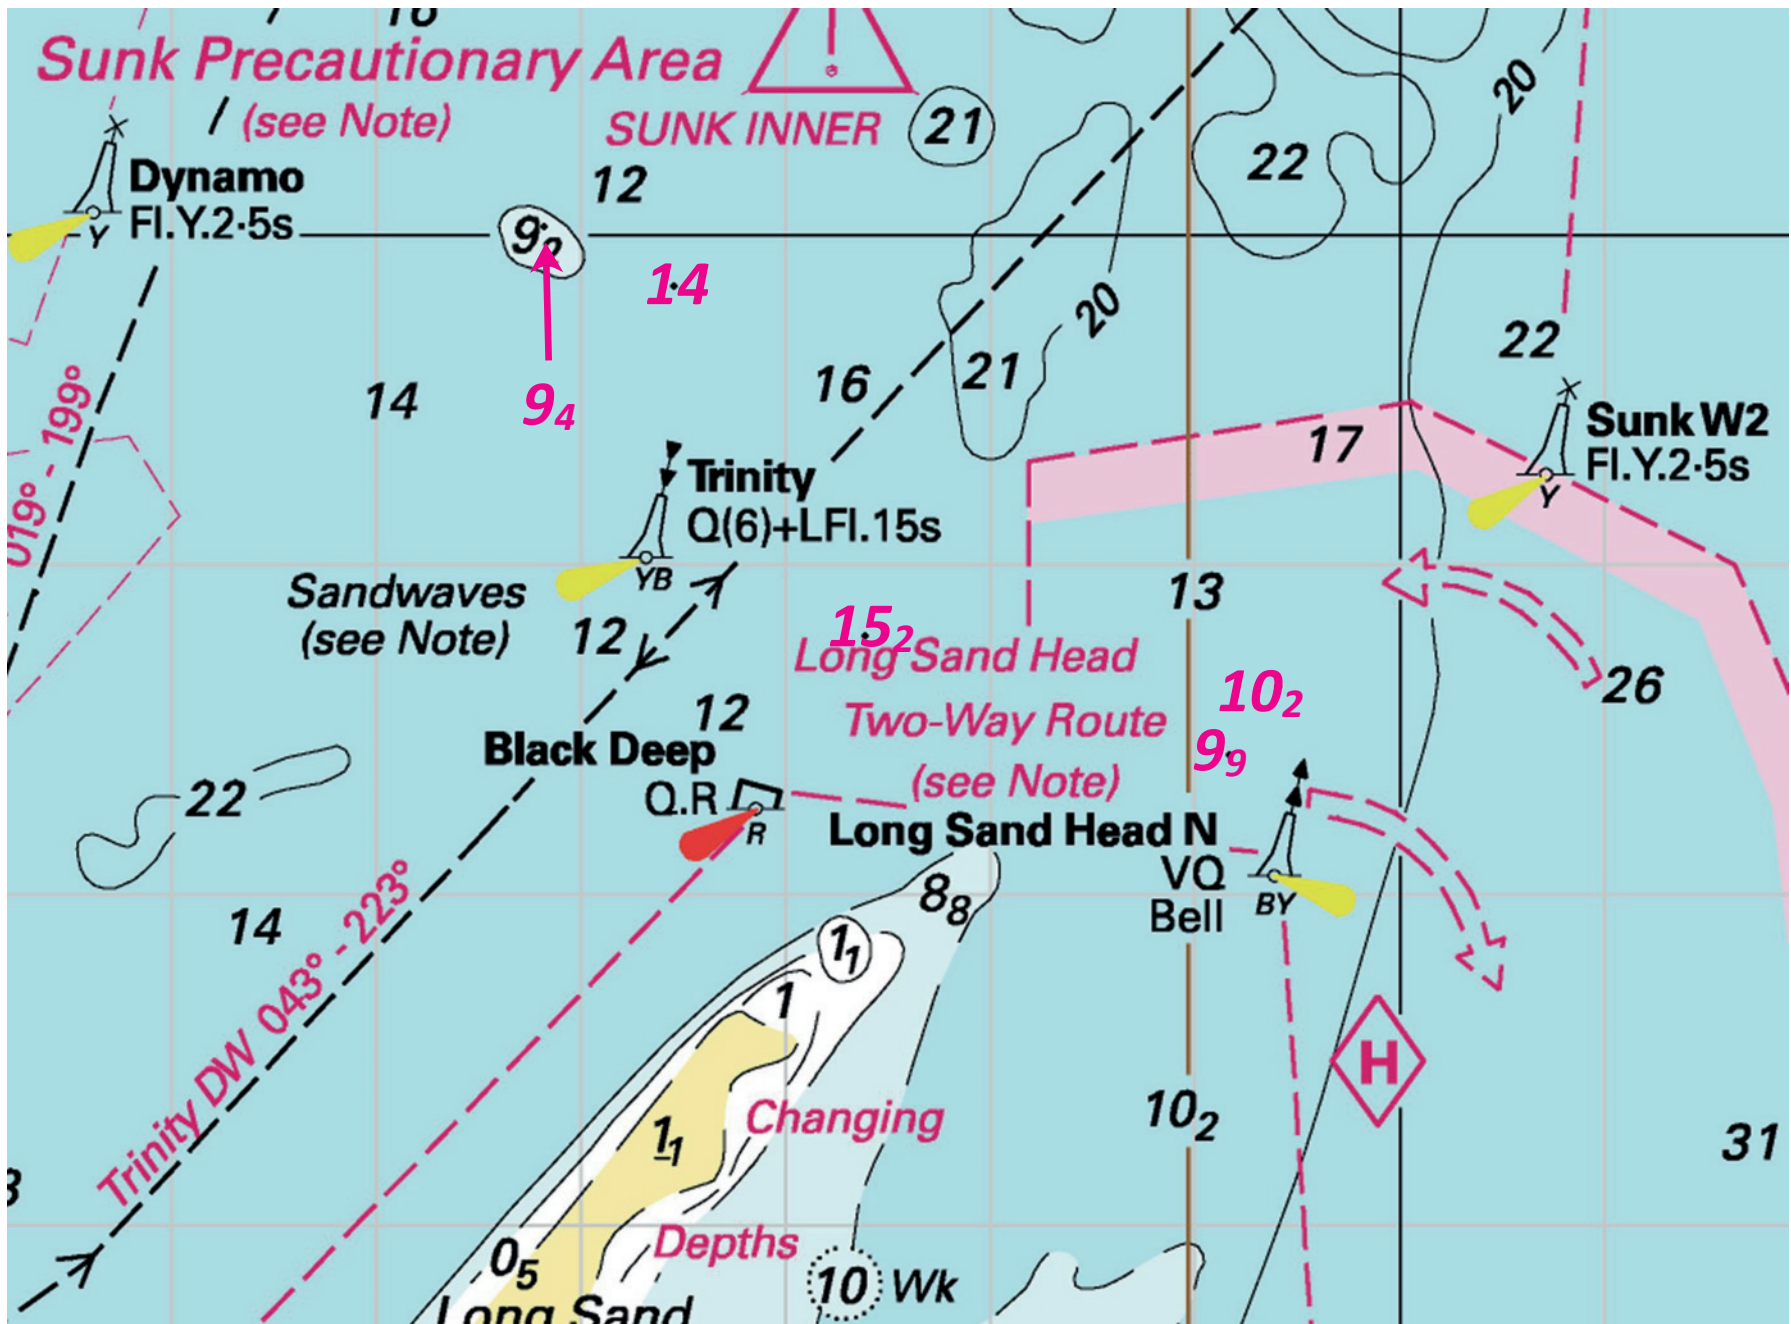 Sunk Precautionary Area
(see Note)
!
SUNK INNER
21
20
22
12
Dynamo
Fl.Y.2·5s
Y
9
14
20
22
14
9₄
16
21
019° - 199°
17
Sunk W2
Fl.Y.2·5s
Y
Trinity
Q(6)+LFl.15s
YB
Sandwaves
(see Note)
12
13
15₂
Long Sand Head
Two-Way Route
(see Note)
10₂
9₉
26
12
Black Deep
Q.R
R
22
Long Sand Head N
VQ
Bell
BY
8₈
14
1₁
1
Trinity DW 043° - 223°
H
Changing
10₂
1₁
31
Depths
0₅
10 Wk
Long Sand